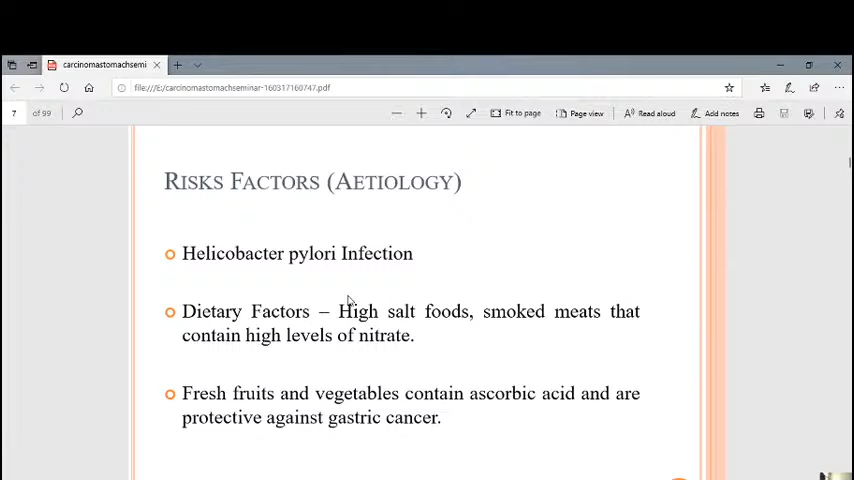 carcinomastomachsemi
file:///E:/carcinomastomachseminar-160317160747.pdf
7 of 99 Fit to page Page view Read aloud Add notes
RISKS FACTORS (AETIOLOGY)
Helicobacter pylori Infection
Dietary Factors – High salt foods, smoked meats that
contain high levels of nitrate.
Fresh fruits and vegetables contain ascorbic acid and are
protective against gastric cancer.